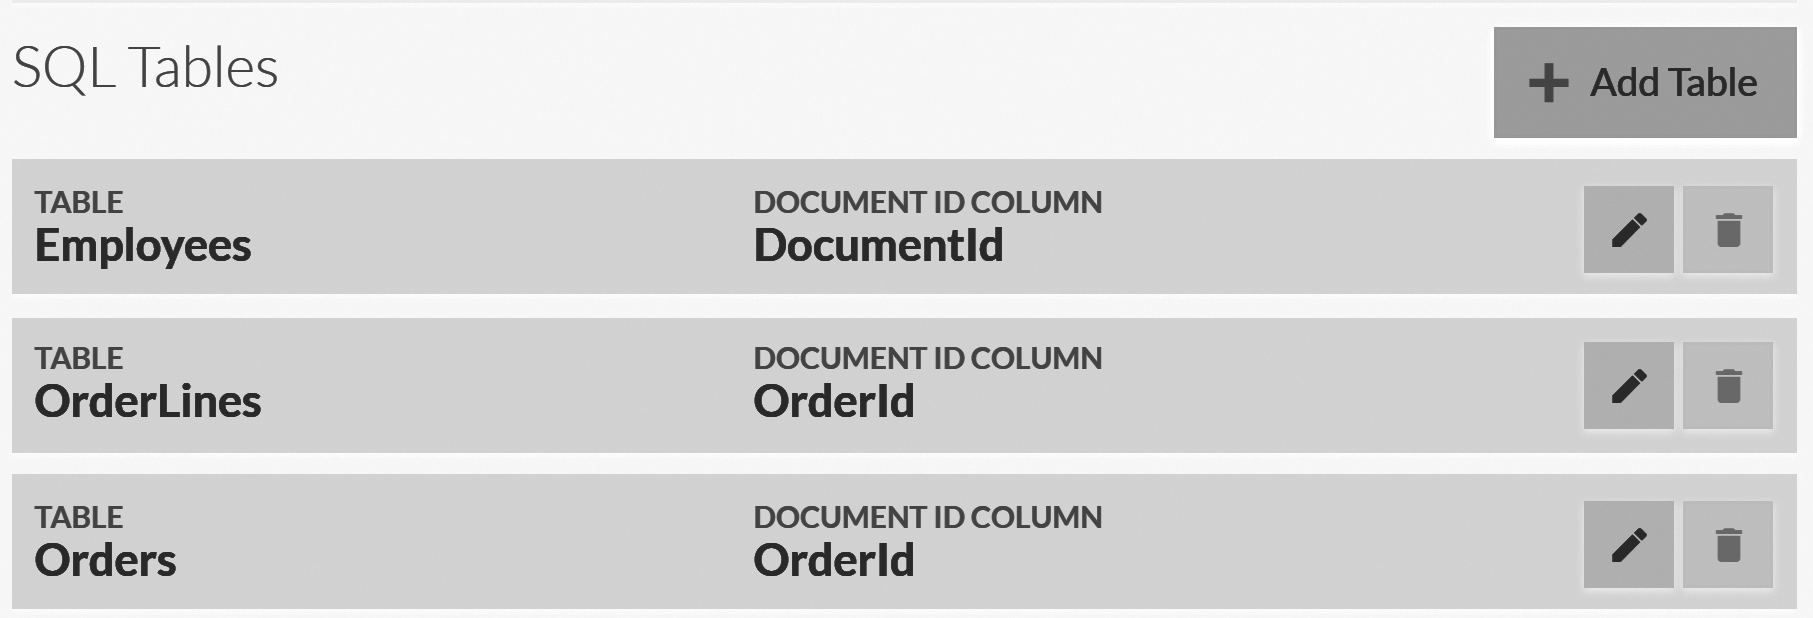 SQL Tables
Add Table
TABLE DOCUMENT ID COLUMN
Employees DocumentId
TABLE DOCUMENT ID COLUMN
OrderLines OrderId
TABLE DOCUMENT ID COLUMN
Orders OrderId